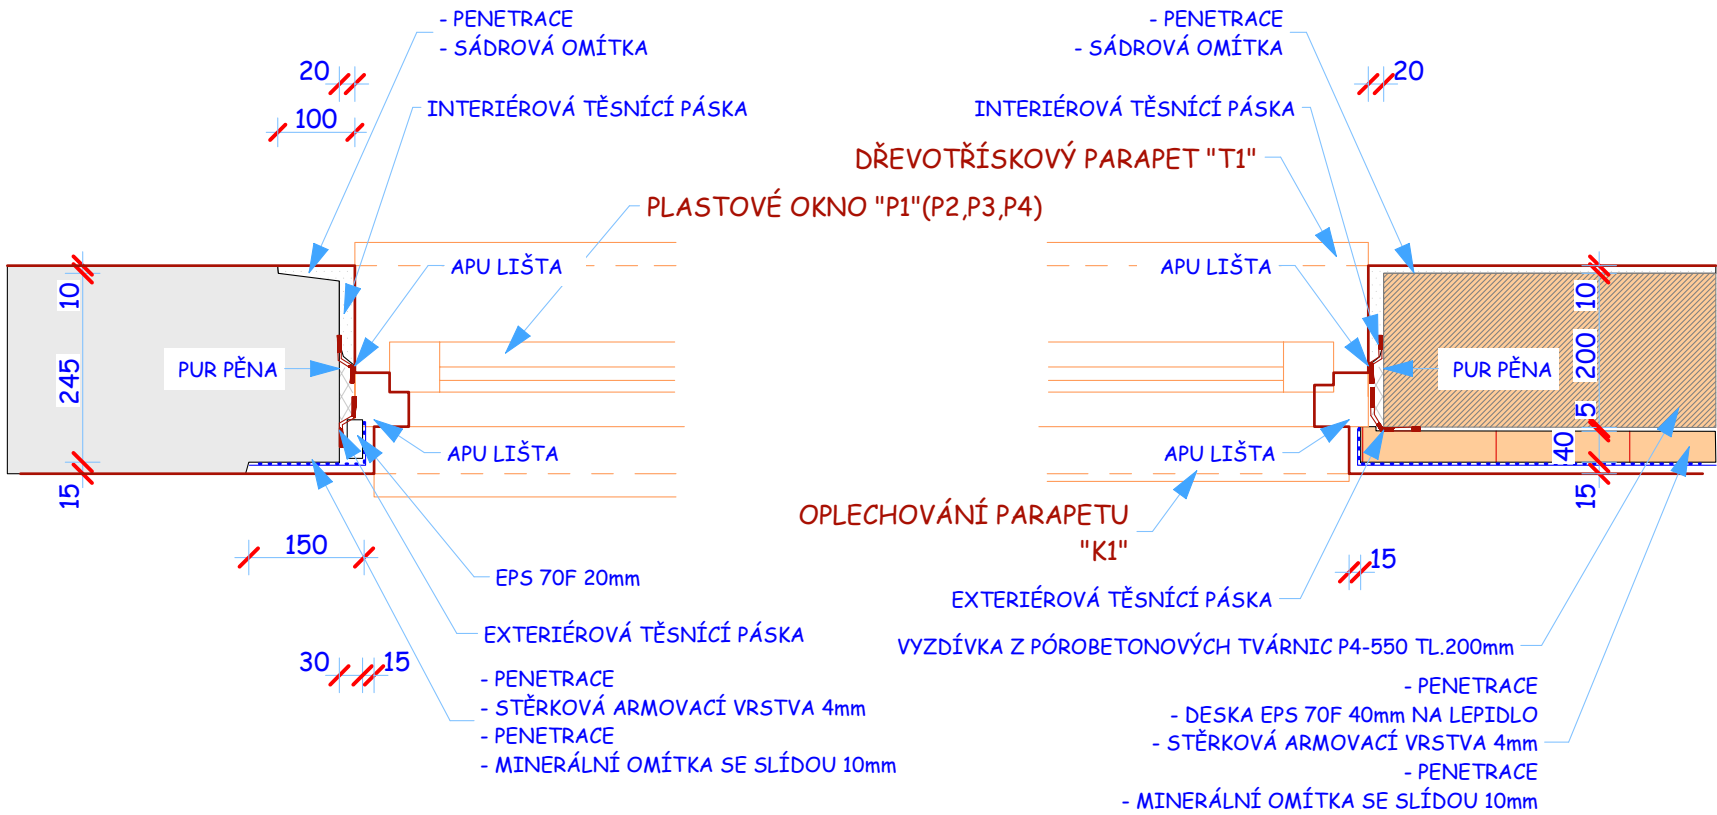 - PENETRACE
- SÁDROVÁ OMÍTKA
20
100
INTERIÉROVÁ TĚSNÍCÍ PÁSKA
PLASTOVÉ OKNO "P1"(P2,P3,P4)
APU LIŠTA
10
245
15
PUR PĚNA
APU LIŠTA
150
EPS 70F 20mm
EXTERIÉROVÁ TĚSNÍCÍ PÁSKA
30
15
- PENETRACE
- STĚRKOVÁ ARMOVACÍ VRSTVA 4mm
- PENETRACE
- MINERÁLNÍ OMÍTKA SE SLÍDOU 10mm
- PENETRACE
- SÁDROVÁ OMÍTKA
20
INTERIÉROVÁ TĚSNÍCÍ PÁSKA
DŘEVOTŘÍSKOVÝ PARAPET "T1"
APU LIŠTA
10
200
5
40
15
PUR PĚNA
APU LIŠTA
OPLECHOVÁNÍ PARAPETU
"K1"
15
EXTERIÉROVÁ TĚSNÍCÍ PÁSKA
VYZDÍVKA Z PÓROBETONOVÝCH TVÁRNIC P4-550 TL.200mm
- PENETRACE
- DESKA EPS 70F 40mm NA LEPIDLO
- STĚRKOVÁ ARMOVACÍ VRSTVA 4mm
- PENETRACE
- MINERÁLNÍ OMÍTKA SE SLÍDOU 10mm